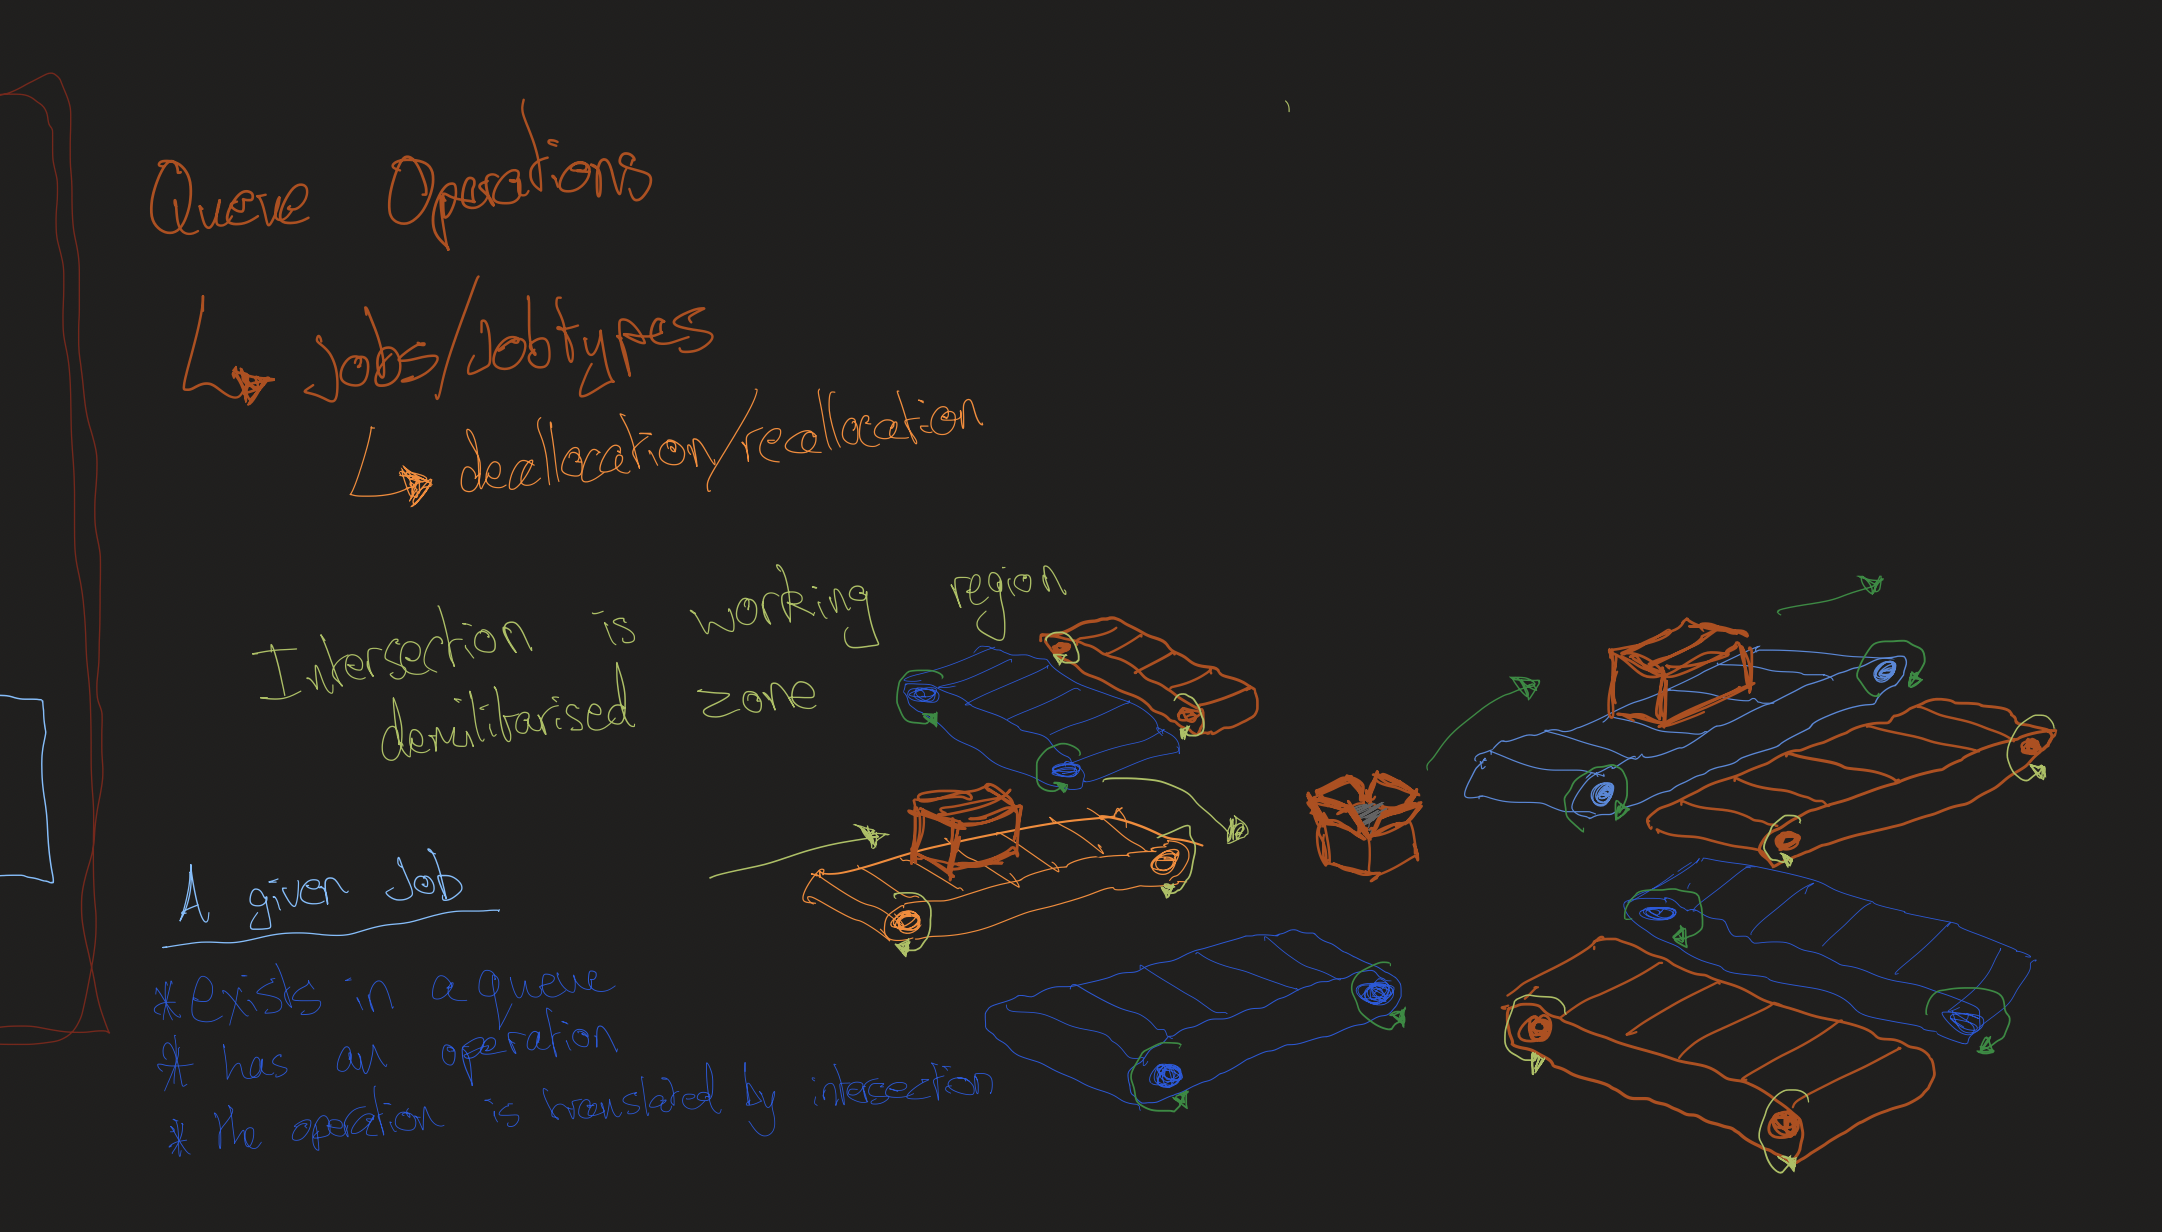 Queue Operations
Jobs/Jobtypes
deallocation/reallocation
Intersection is working region
demilitarised zone
A given Job
* exists in a queue
* has an operation
* the operation is translated by intersection